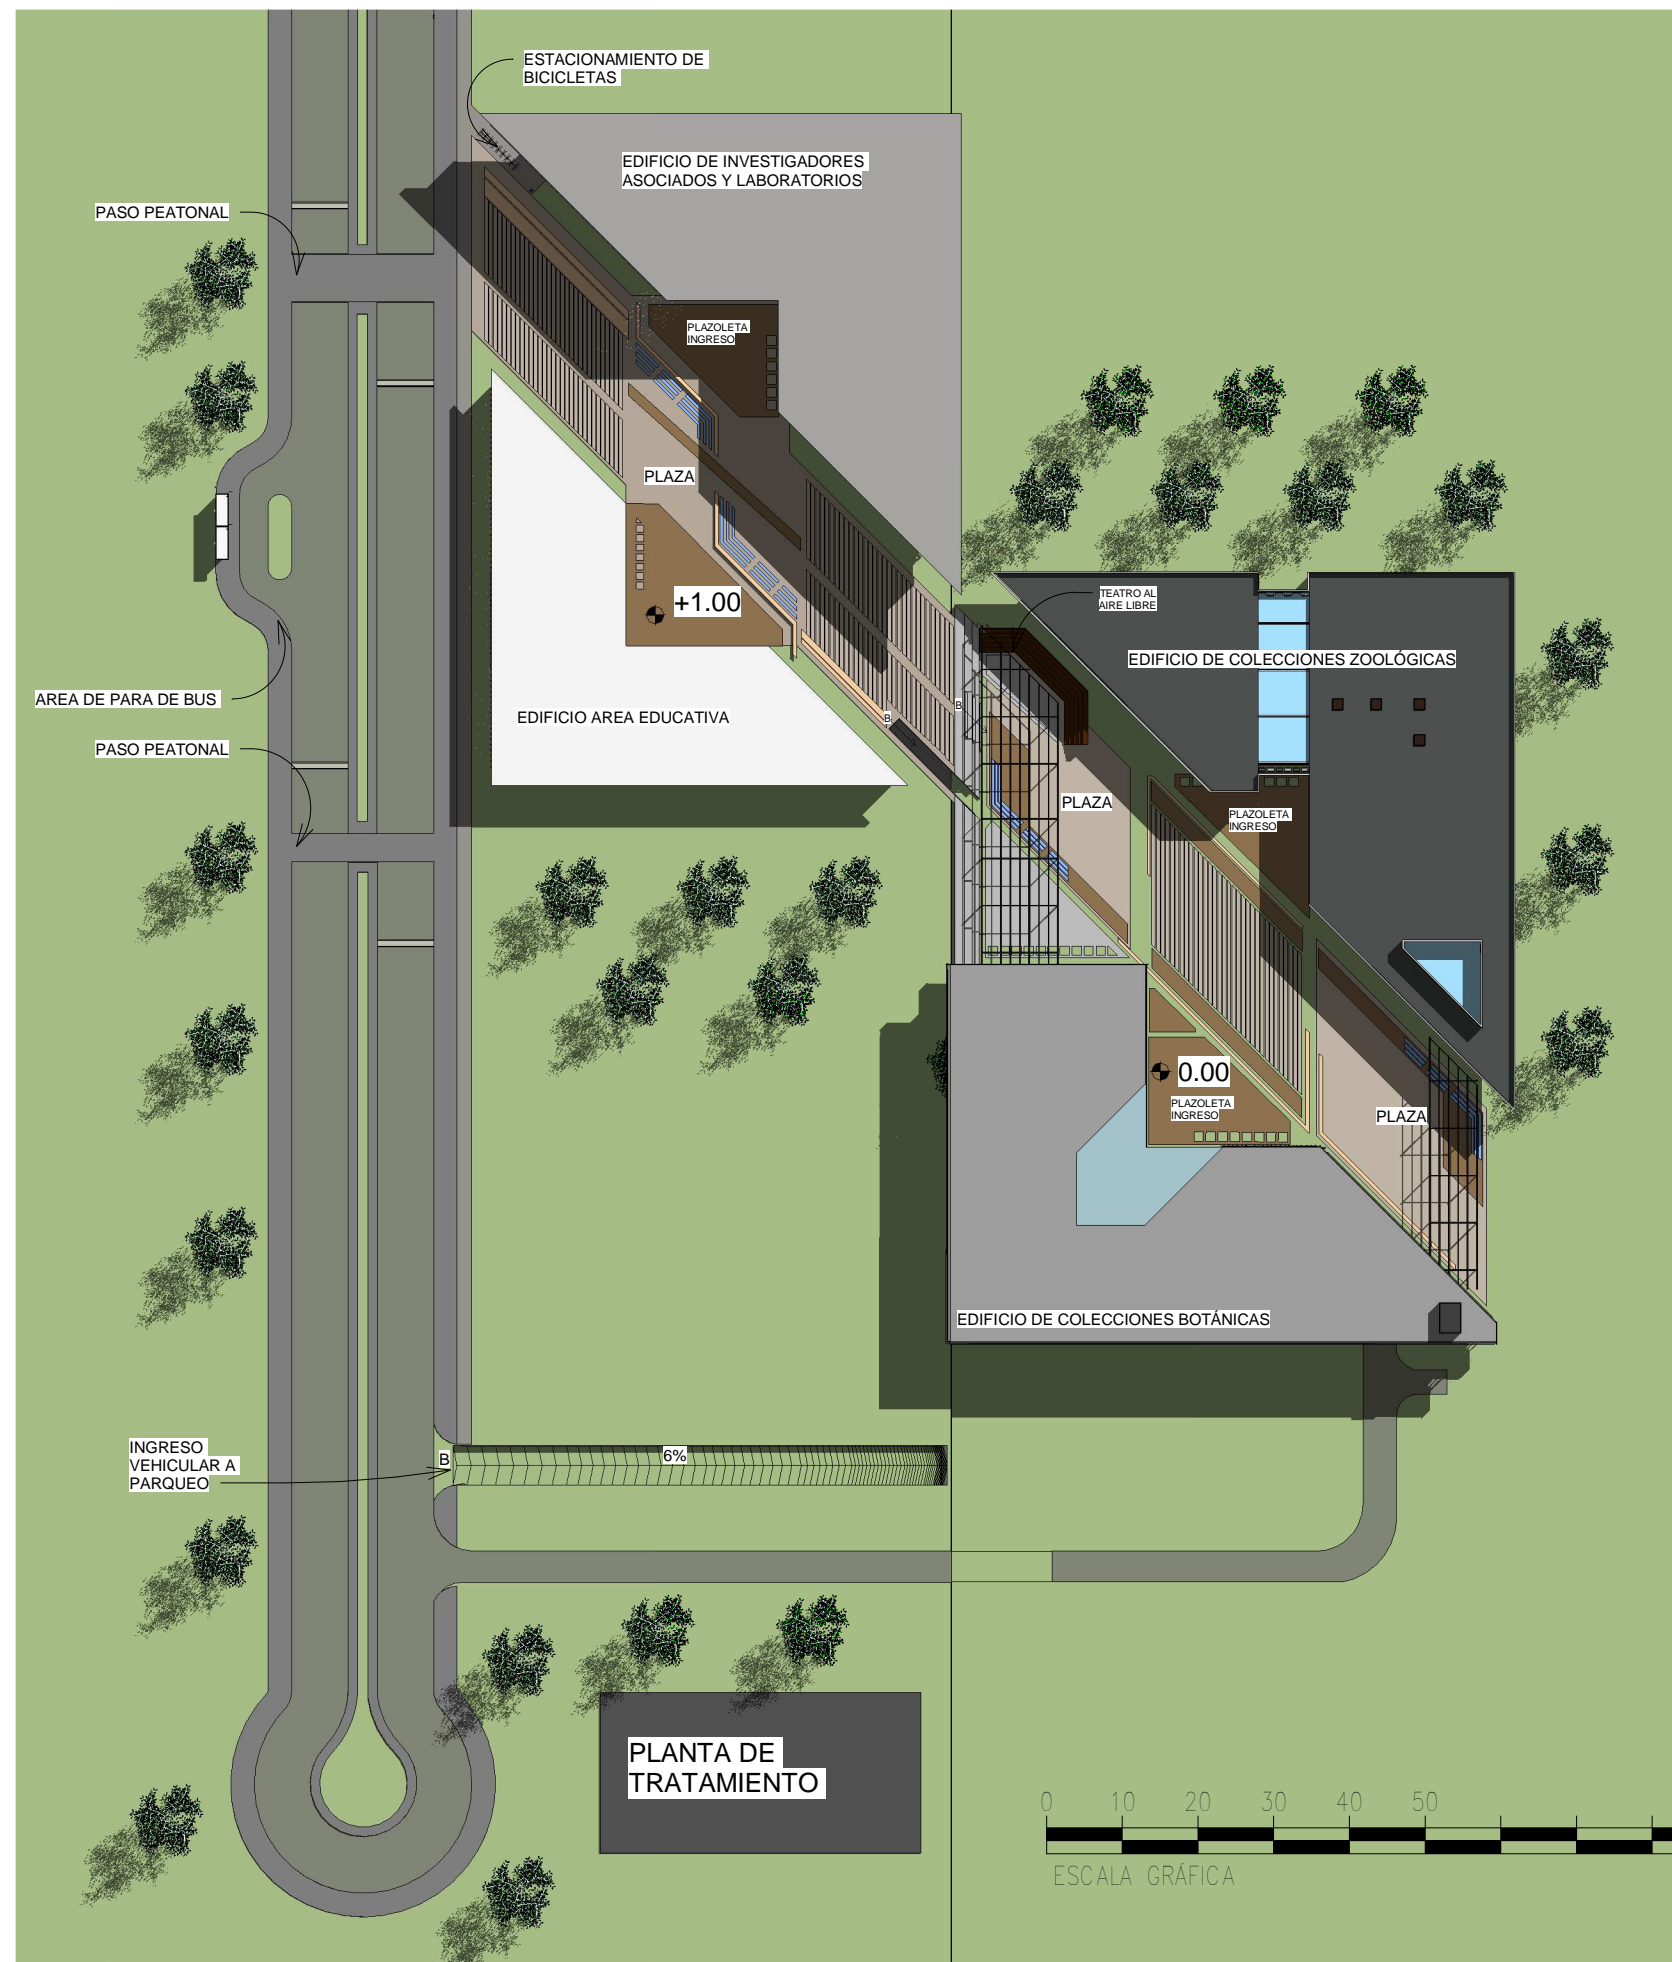 ESTACIONAMIENTO DE
BICICLETAS
EDIFICIO DE INVESTIGADORES
ASOCIADOS Y LABORATORIOS
PASO PEATONAL
PLAZOLETA
INGRESO
PLAZA
+1.00
TEATRO AL
AIRE LIBRE
EDIFICIO DE COLECCIONES ZOOLÓGICAS
AREA DE PARA DE BUS
EDIFICIO AREA EDUCATIVA
B
B
PASO PEATONAL
PLAZA
PLAZOLETA
INGRESO
0.00
PLAZOLETA
INGRESO
PLAZA
EDIFICIO DE COLECCIONES BOTÁNICAS
INGRESO
VEHICULAR A
PARQUEO
B
6%
PLANTA DE
TRATAMIENTO
0 10 20 30 40 50
ESCALA GRÁFICA